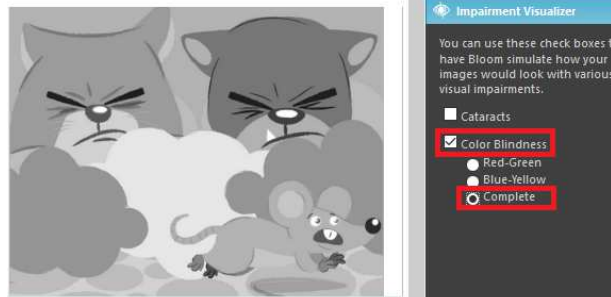 Impairment Visualizer
You can use these check boxes t
have Bloom simulate how your
images would look with various
visual impairments.
Cataracts
Color Blindness
Red-Green
Blue-Yellow
Complete